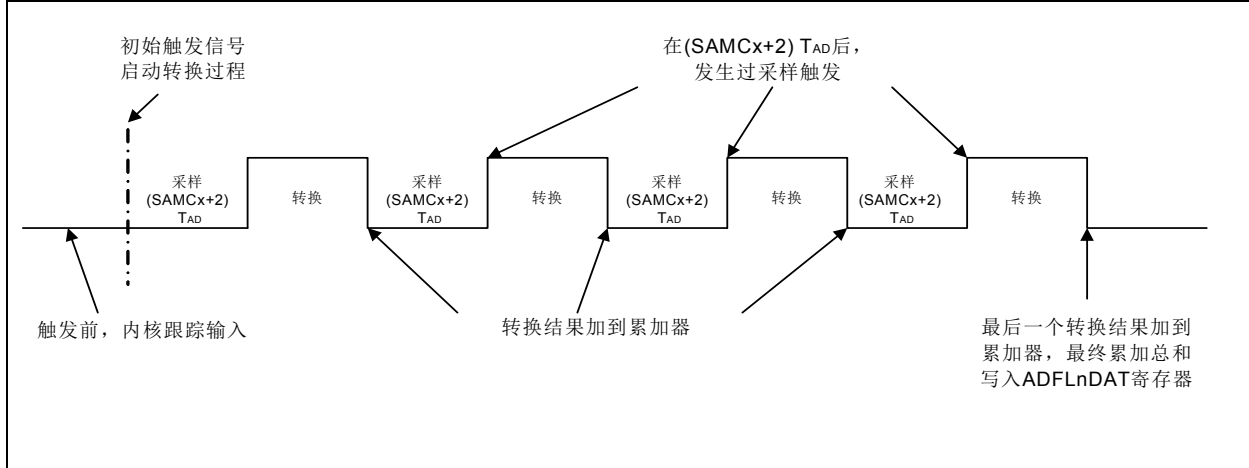 初始触发信号
启动转换过程
在(SAMCx+2) TAD后，
发生过采样触发
采样
(SAMCx+2)
TAD
转换
采样
(SAMCx+2)
TAD
转换
采样
(SAMCx+2)
TAD
转换
采样
(SAMCx+2)
TAD
转换
触发前，内核跟踪输入
转换结果加到累加器
最后一个转换结果加到
累加器，最终累加总和
写入ADFLnDAT寄存器